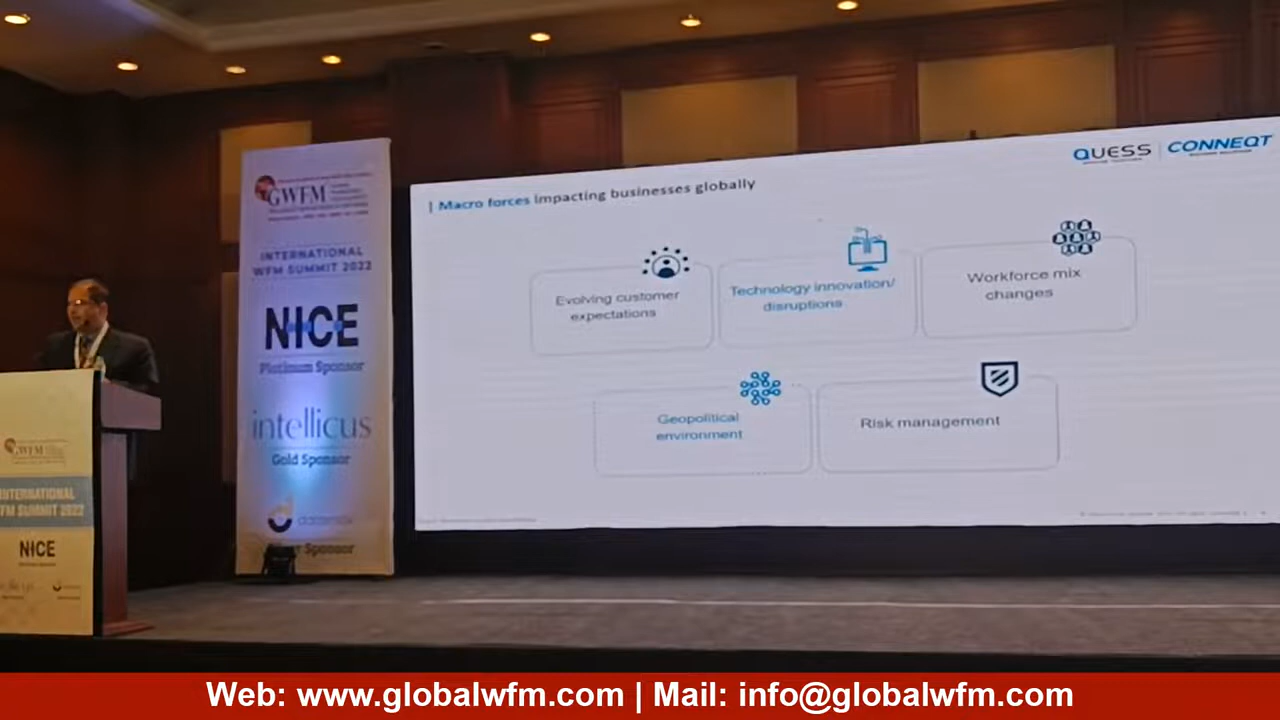 GWFM
INTERNATIONAL
WFM SUMMIT 2022
NICE
Platinum Sponsor
intellicus
Gold Sponsor
Sponsor
QUESS | CONNEQT
| Macro forces impacting businesses globally
Evolving customer
expectations
Technology innovation/
disruptions
Workforce mix
changes
Geopolitical
environment
Risk management
GWFM
INTERNATIONAL
WFM SUMMIT 2022
NICE
Web: www.globalwfm.com | Mail: info@globalwfm.com